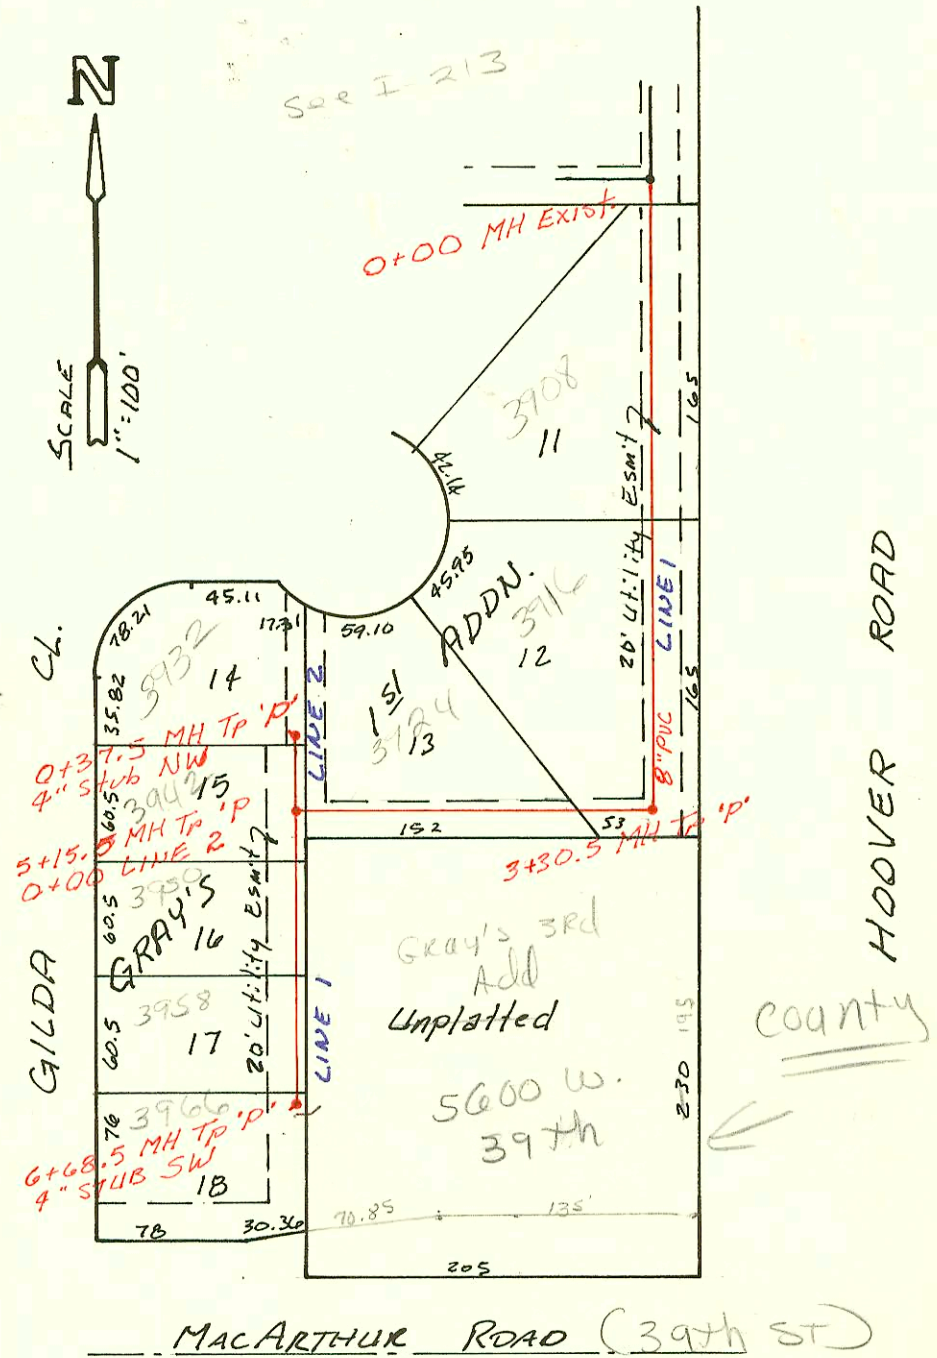 N
See I-213
SCALE
1":100'
0+00 MH Exist.
3908
11
42.14
165
20' Utility Esm't
LINE 1
8" PVC
45.95
ADDN.
3916
12
165
HOOVER ROAD
45.11
78.21
17.31
59.10
3932
14
35.82
GILDA CL.
LINE 2
1st
3924
13
0+37.5 MH Tp 'P'
4" Stub NW
3942
15
60.5
5+15.5 MH Tp 'P
0+00 LINE 2
152
53
3+30.5 MH Tp 'P'
3950
GRAY'S
16
60.5
20' Utility Esm't
Gray's 3rd
Add
Unplatted
3958
17
60.5
LINE 1
195
230
County
5600 W.
39th
3966
76
6+68.5 MH Tp 'P'
4" STUB SW
18
78
30.36
70.85
135'
205
MACARTHUR ROAD (39th ST)